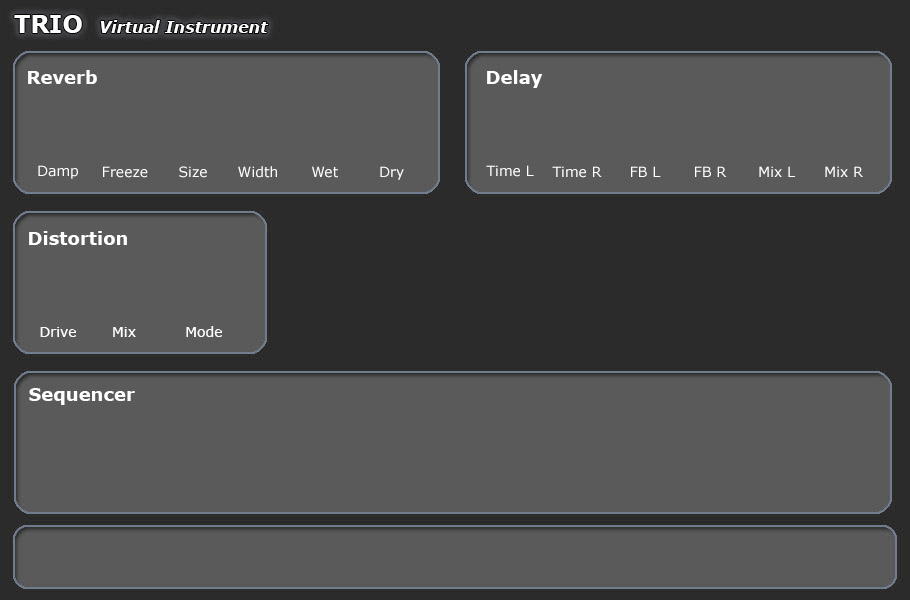 TRIO Virtual Instrument
Reverb
Damp Freeze Size Width Wet Dry
Delay
Time L Time R FB L FB R Mix L Mix R
Distortion
Drive Mix Mode
Sequencer